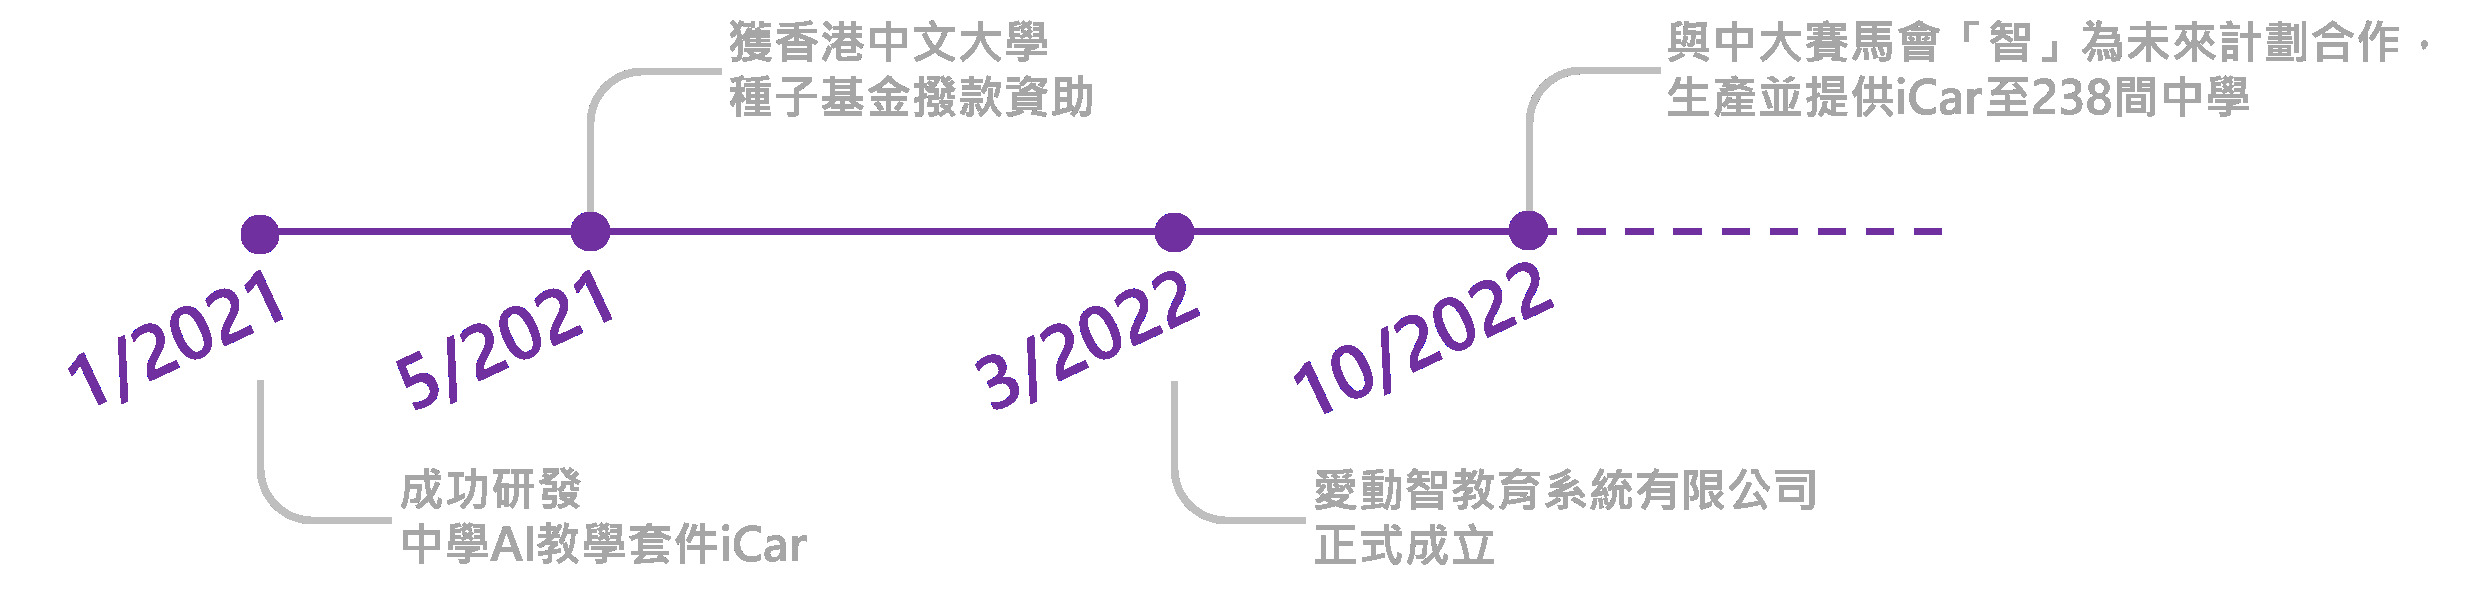 獲香港中文大學
種子基金撥款資助
與中大賽馬會「智」為未來計劃合作，
生產並提供iCar至238間中學
1/2021
5/2021
3/2022
10/2022
成功研發
中學AI教學套件iCar
愛動智教育系統有限公司
正式成立